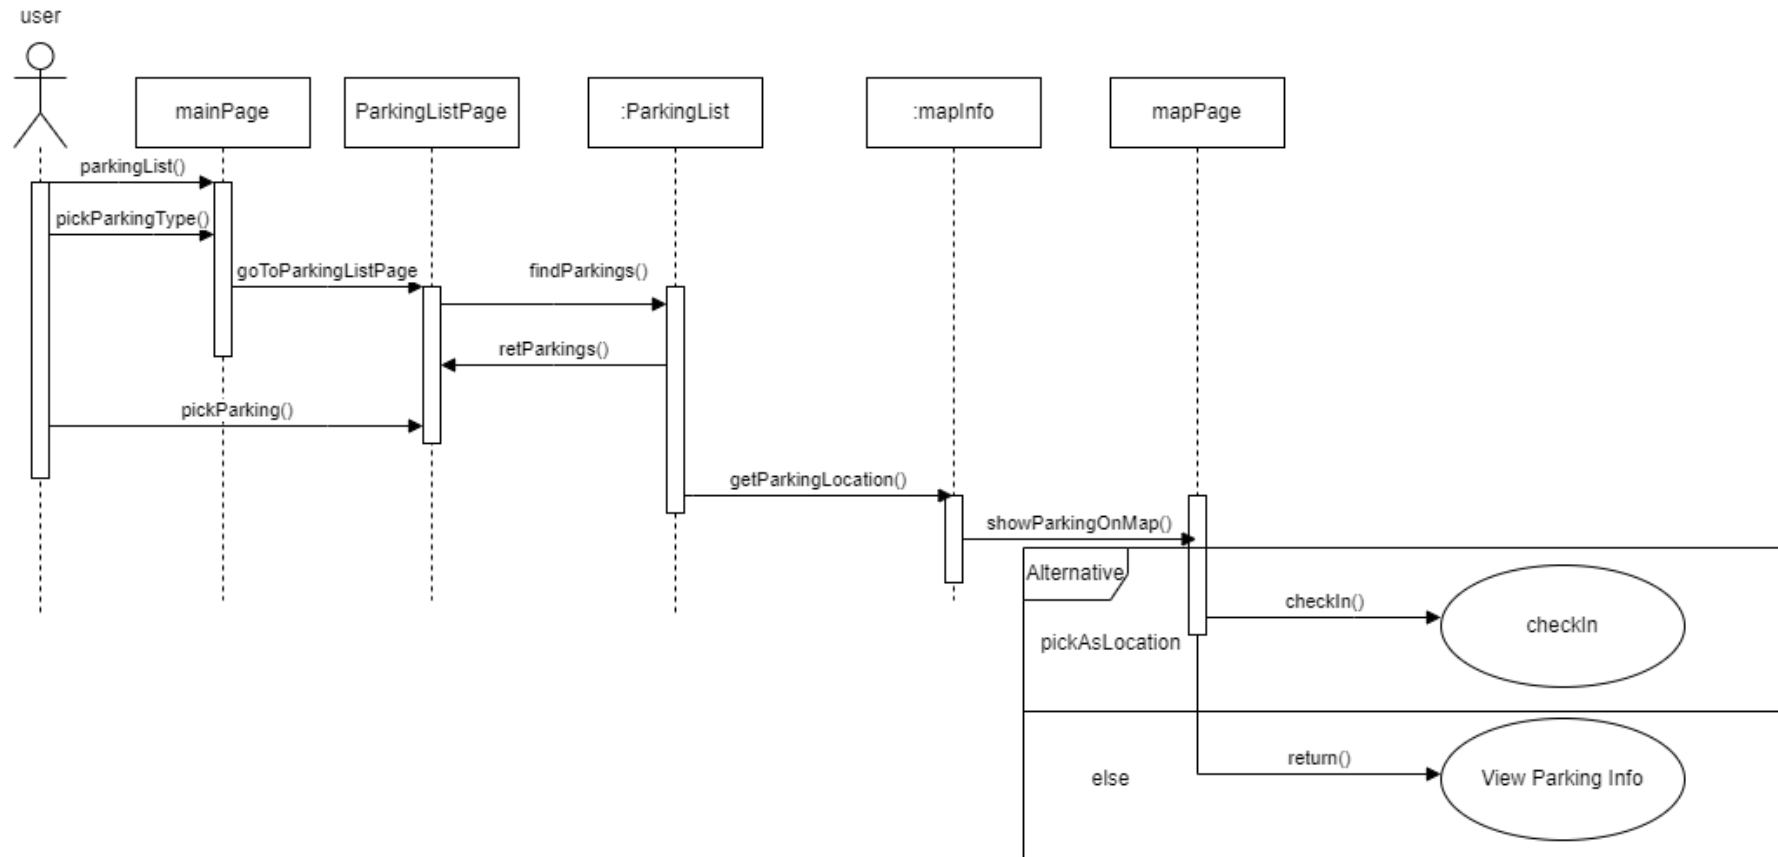 user
mainPage
ParkingListPage
:ParkingList
:mapInfo
mapPage
parkingList()
pickParkingType()
goToParkingListPage
findParkings()
retParkings()
pickParking()
getParkingLocation()
showParkingOnMap()
Alternative
checkIn()
checkIn
pickAsLocation
return()
else
View Parking Info